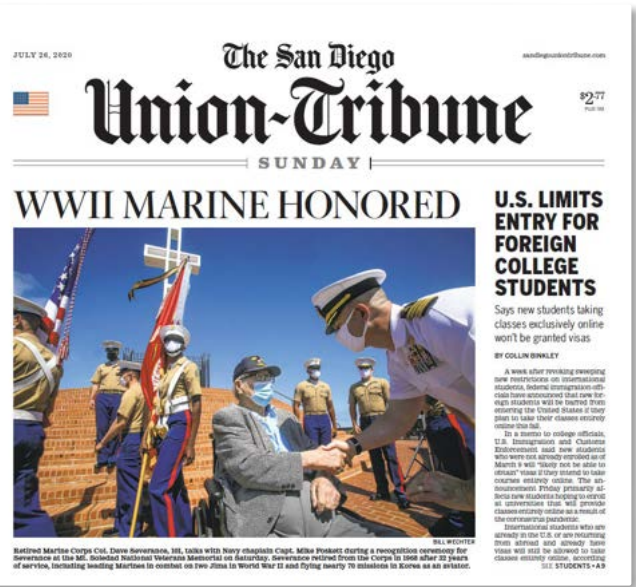 JULY 26, 2020
The San Diego
sandiegouniontribune.com
Union-Tribune
$2.77
PLUS TAX
SUNDAY
WWII MARINE HONORED
BILL WECHTER
Retired Marine Corps Col. Dave Severance, 101, talks with Navy chaplain Capt. Mike Foskett during a recognition ceremony for
Severance at the Mt. Soledad National Veterans Memorial on Saturday. Severance retired from the Corps in 1968 after 32 years
of service, including leading Marines in combat on Iwo Jima in World War II and flying nearly 70 missions in Korea as an aviator.
U.S. LIMITS
ENTRY FOR
FOREIGN
COLLEGE
STUDENTS
Says new students taking
classes exclusively online
won't be granted visas
BY COLLIN BINKLEY
A week after revoking sweeping
new restrictions on international
students, federal immigration offi-
cials have announced that new for-
eign students will be barred from
entering the United States if they
plan to take their classes entirely
online this fall.
In a memo to college officials,
U.S. Immigration and Customs
Enforcement said new students
who were not already enrolled as of
March 9 will "likely not be able to
obtain" visas if they intend to take
courses entirely online. The an-
nouncement Friday primarily af-
fects new students hoping to enroll
at universities that will provide
classes entirely online as a result of
the coronavirus pandemic.
International students who are
already in the U.S. or are returning
from abroad and already have
visas will still be allowed to take
classes entirely online, according
SEE STUDENTS • A9